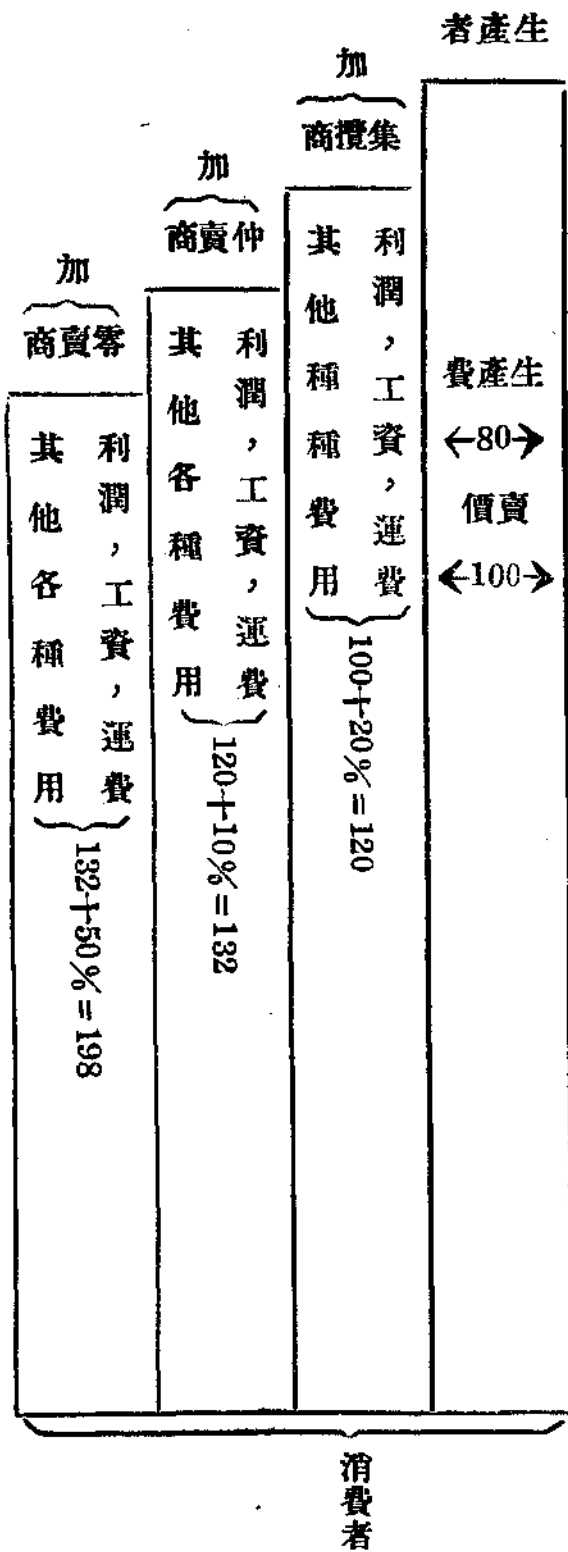 生產者
生產費
←80→
賣價
←100→
加
集攬商
利潤，工資，運費
其他種種費用
100+20%=120
加
仲賣商
利潤，工資，運費
其他各種費用
120+10%=132
加
零賣商
利潤，工資，運費
其他各種費用
132+50%=198
消費者